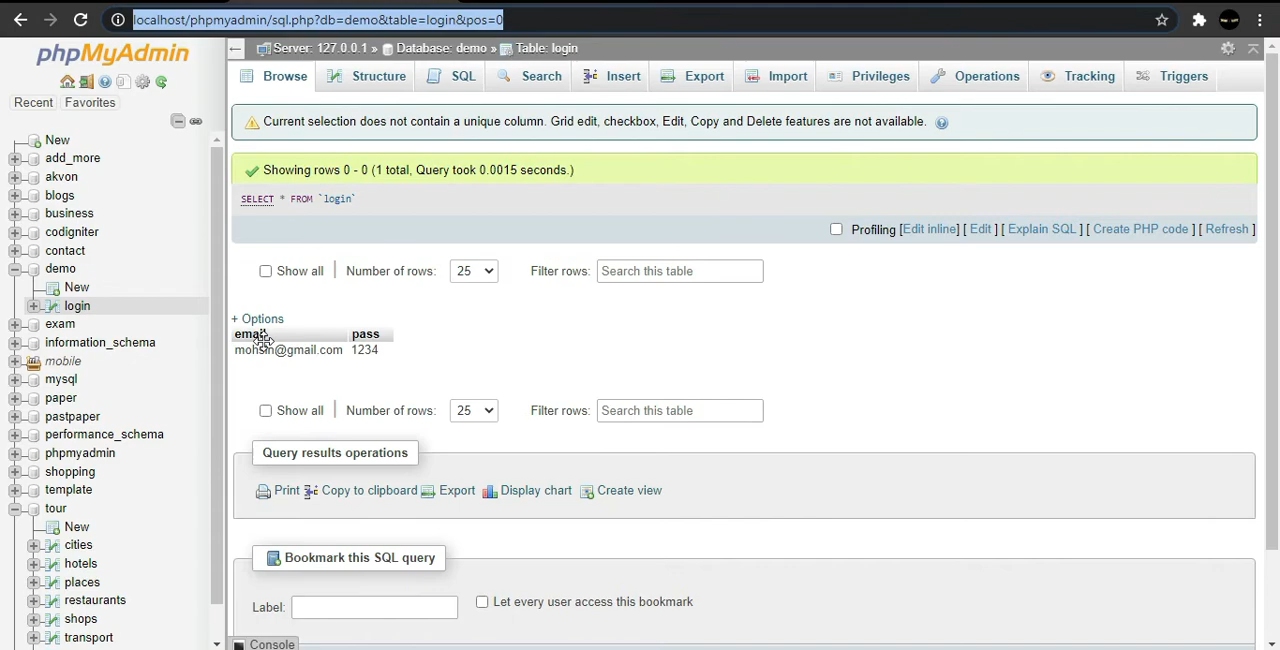 localhost/phpmyadmin/sql.php?db=demo&table=login&pos=0
phpMyAdmin
Recent Favorites
New
add_more
akvon
blogs
business
codigniter
contact
demo
New
login
exam
information_schema
mobile
mysql
paper
pastpaper
performance_schema
phpmyadmin
shopping
template
tour
New
cities
hotels
places
restaurants
shops
transport
Server: 127.0.0.1 » Database: demo » Table: login
Browse Structure SQL Search Insert Export Import Privileges Operations Tracking Triggers
Current selection does not contain a unique column. Grid edit, checkbox, Edit, Copy and Delete features are not available.
Showing rows 0 - 0 (1 total, Query took 0.0015 seconds.)
SELECT * FROM `login`
Profiling [Edit inline] [ Edit ] [ Explain SQL ] [ Create PHP code ] [ Refresh ]
Show all Number of rows: 25 Filter rows: Search this table
+ Options
email pass
mohsin@gmail.com 1234
Show all Number of rows: 25 Filter rows: Search this table
Query results operations
Print Copy to clipboard Export Display chart Create view
Bookmark this SQL query
Label: Let every user access this bookmark
Console